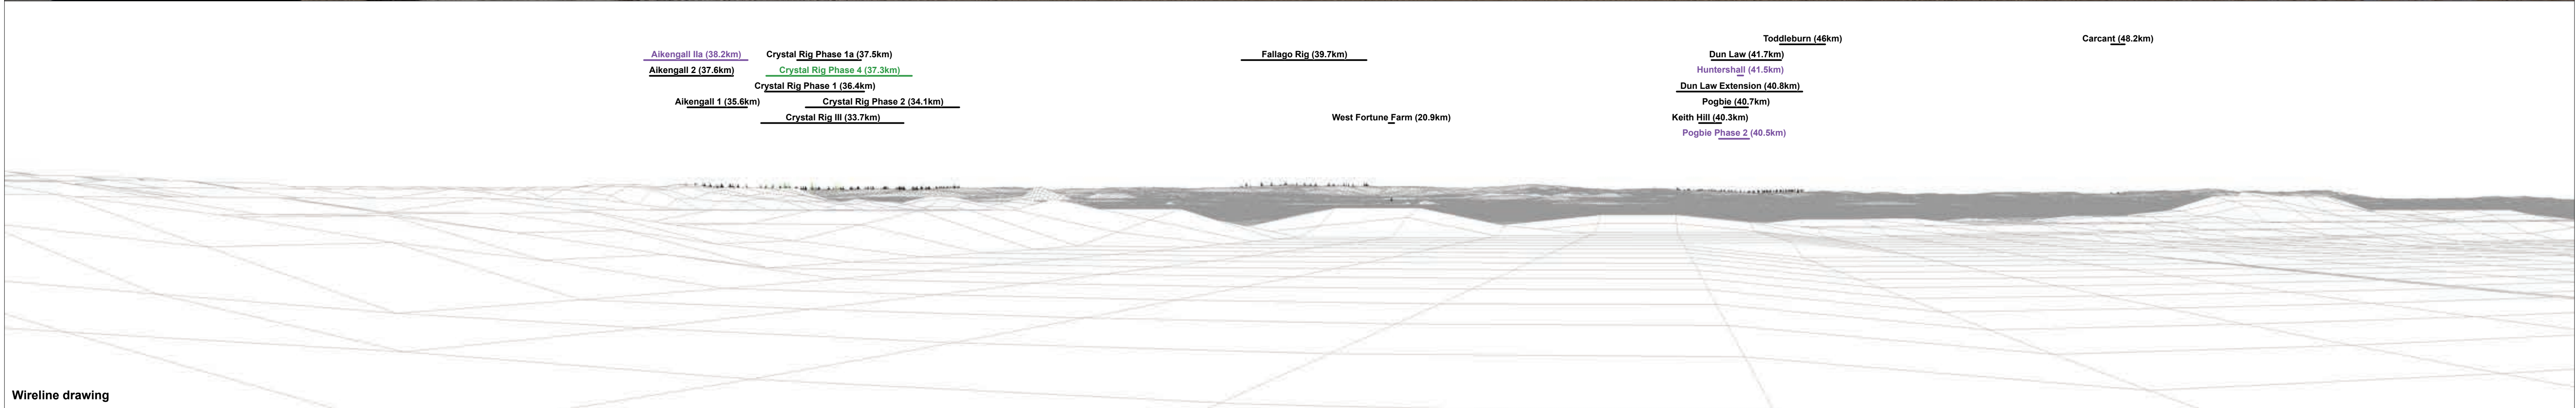 Toddleburn (46km)
Carcant (48.2km)
Aikengall IIa (38.2km)
Crystal Rig Phase 1a (37.5km)
Fallago Rig (39.7km)
Dun Law (41.7km)
Aikengall 2 (37.6km)
Crystal Rig Phase 4 (37.3km)
Huntershall (41.5km)
Crystal Rig Phase 1 (36.4km)
Dun Law Extension (40.8km)
Aikengall 1 (35.6km)
Crystal Rig Phase 2 (34.1km)
Pogbie (40.7km)
Crystal Rig III (33.7km)
West Fortune Farm (20.9km)
Keith Hill (40.3km)
Pogbie Phase 2 (40.5km)
Wireline drawing